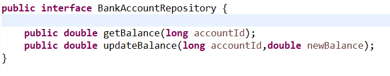 public interface BankAccountRepository {
public double getBalance(long accountId);
public double updateBalance(long accountId,double newBalance);
}